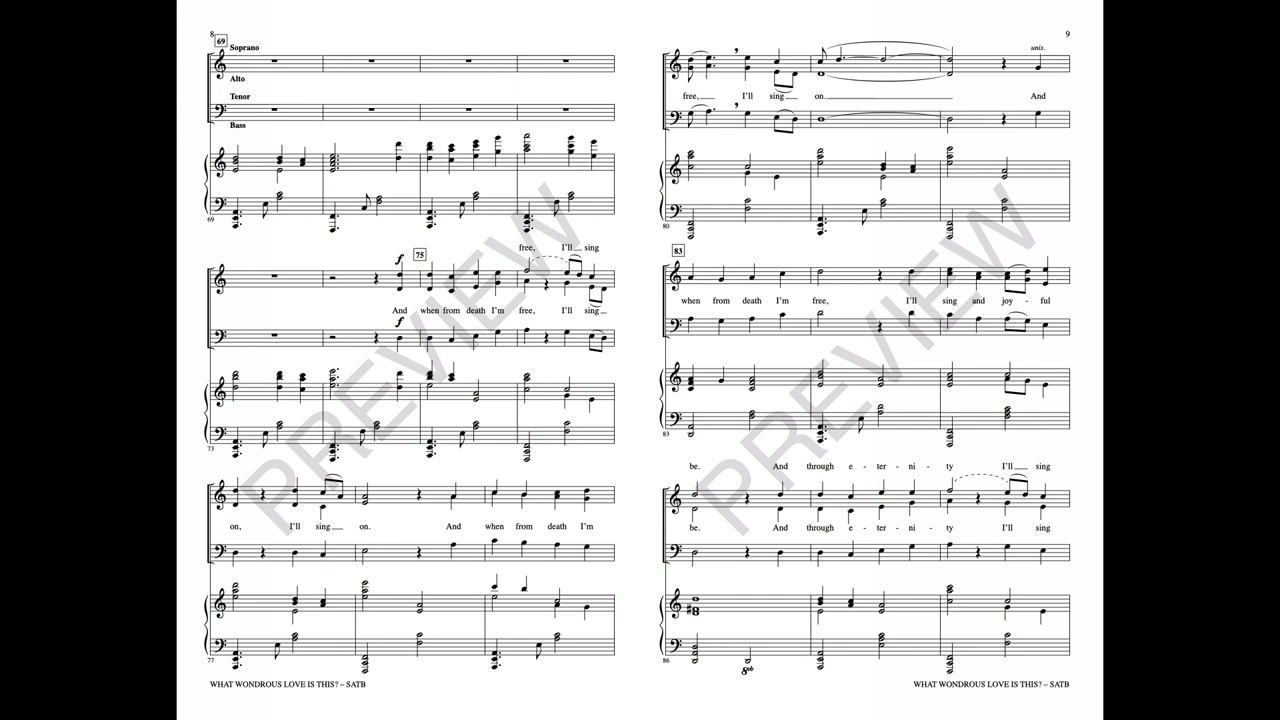 8
69
Soprano
Alto
Tenor
Bass
69
free, I'll sing
f
75
And when from death I'm free, I'll sing
f
73
on, I'll sing on. And when from death I'm
77
WHAT WONDROUS LOVE IS THIS? – SATB
PREVIEW
9
unis.
free, I'll sing on. And
80
83
when from death I'm free, I'll sing and joy - ful
83
be. And through e - ter - ni - ty I'll sing
be. And through e - ter - ni - ty I'll sing
86
8vb
WHAT WONDROUS LOVE IS THIS? – SATB
PREVIEW